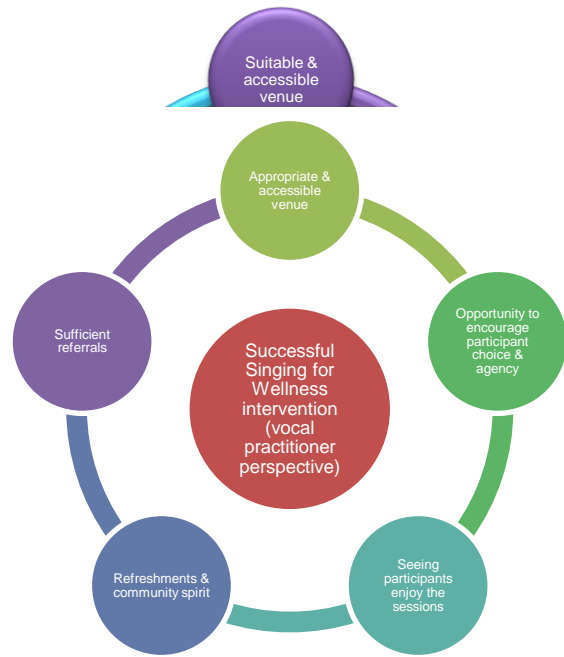 Suitable &
accessible
venue
Appropriate &
accessible
venue
Opportunity to
encourage
participant
choice &
agency
Sufficient
referrals
Successful
Singing for
Wellness
intervention
(vocal
practitioner
perspective)
Refreshments &
community spirit
Seeing
participants
enjoy the
sessions